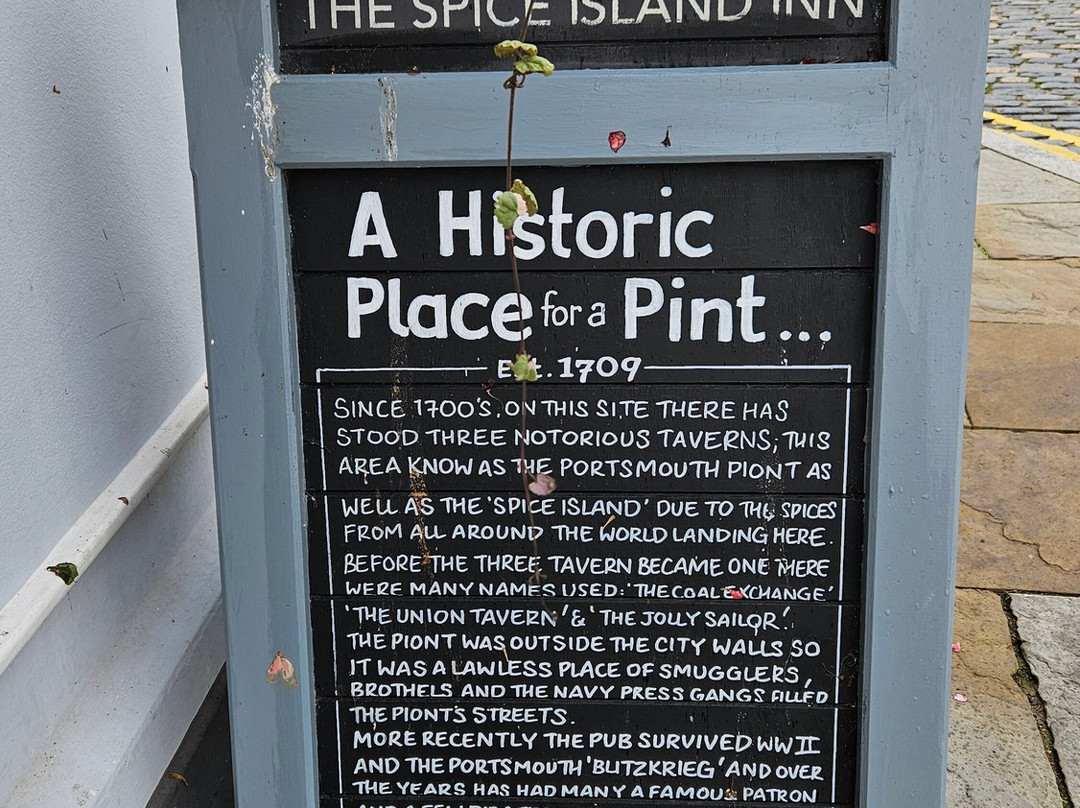 THE SPICE ISLAND INN
A Historic
Place for a Pint...
Est. 1709
SINCE 1700'S, ON THIS SITE THERE HAS
STOOD THREE NOTORIOUS TAVERNS; THIS
AREA KNOW AS THE PORTSMOUTH PIONT AS
WELL AS THE 'SPICE ISLAND' DUE TO THE SPICES
FROM ALL AROUND THE WORLD LANDING HERE.
BEFORE THE THREE TAVERN BECAME ONE THERE
WERE MANY NAMES USED: 'THE COAL EXCHANGE'
'THE UNION TAVERN' & 'THE JOLLY SAILOR'.
THE PIONT WAS OUTSIDE THE CITY WALLS SO
IT WAS A LAWLESS PLACE OF SMUGGLERS,
BROTHELS AND THE NAVY PRESS GANGS FILLED
THE PIONT'S STREETS.
MORE RECENTLY THE PUB SURVIVED WW II
AND THE PORTSMOUTH 'BLITZKRIEG' AND OVER
THE YEARS HAS HAD MANY A FAMOUS PATRON